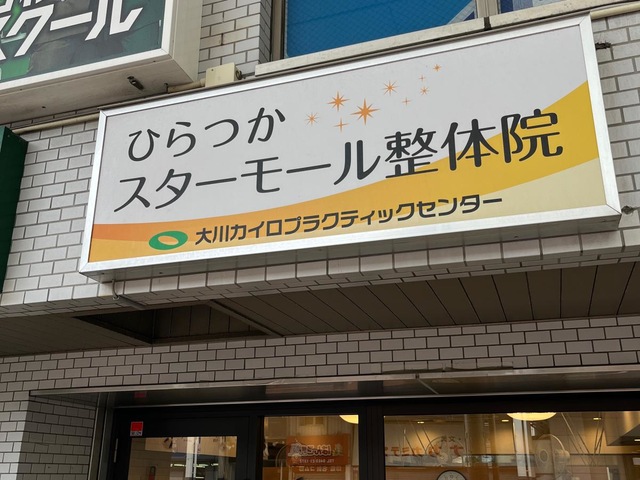 スクール
ひらつか
スターモール整体院
大川カイロプラクティックセンター